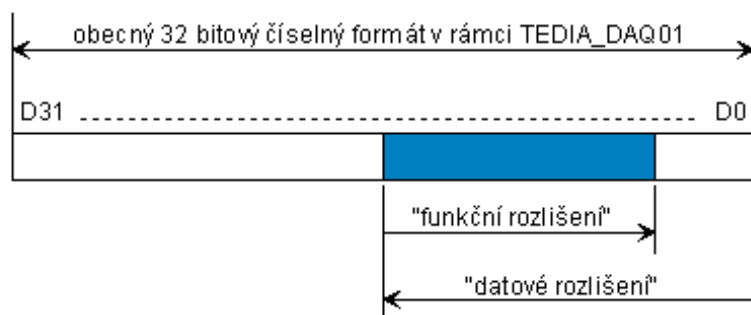 obecný 32 bitový číselný formát v rámci TEDIA_DAQ01
D31 D0
"funkční rozlišení"
"datové rozlišení"